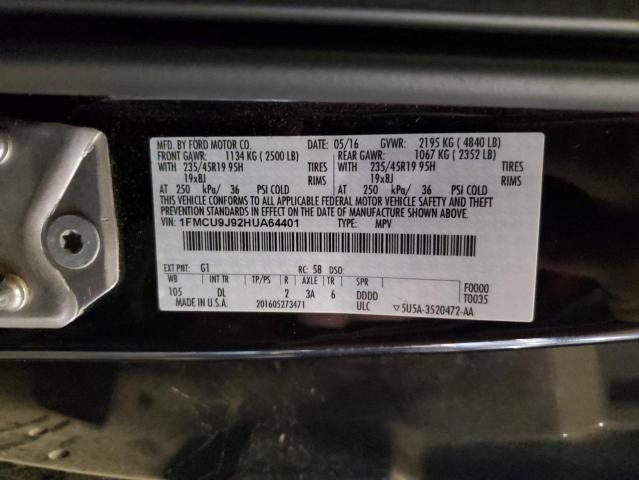 MFD. BY FORD MOTOR CO. DATE: 05/16 GVWR: 2195 KG ( 4840 LB)
FRONT GAWR: 1134 KG ( 2500 LB) REAR GAWR: 1067 KG ( 2352 LB)
WITH 235/45R19 95H TIRES WITH 235/45R19 95H TIRES
19x8J RIMS 19x8J RIMS
AT 250 kPa/ 36 PSI COLD AT 250 kPa/ 36 PSI COLD
THIS VEHICLE CONFORMS TO ALL APPLICABLE FEDERAL MOTOR VEHICLE SAFETY AND
THEFT PREVENTION STANDARDS IN EFFECT ON THE DATE OF MANUFACTURE SHOWN ABOVE.
VIN: 1FMCU9J92HUA64401 TYPE: MPV
EXT PNT: G1 RC: 58 DSO:
WB INT TR TP/PS R AXLE TR SPR F0000
105 DL 2 3A 6 DDDD T0035
MADE IN U.S.A. 201605273471 ULC ▽5U5A-3520472-AA